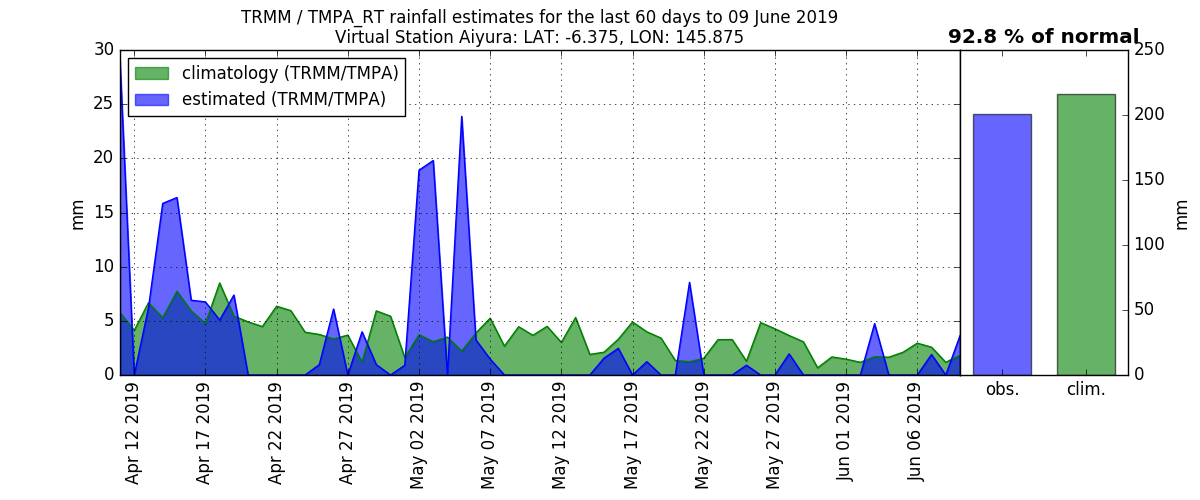 TRMM / TMPA_RT rainfall estimates for the last 60 days to 09 June 2019
Virtual Station Aiyura: LAT: -6.375, LON: 145.875
92.8 % of normal
climatology (TRMM/TMPA)
estimated (TRMM/TMPA)
30
25
20
15
10
5
0
mm
Apr 12 2019
Apr 17 2019
Apr 22 2019
Apr 27 2019
May 02 2019
May 07 2019
May 12 2019
May 17 2019
May 22 2019
May 27 2019
Jun 01 2019
Jun 06 2019
obs.
clim.
250
200
150
100
50
0
mm